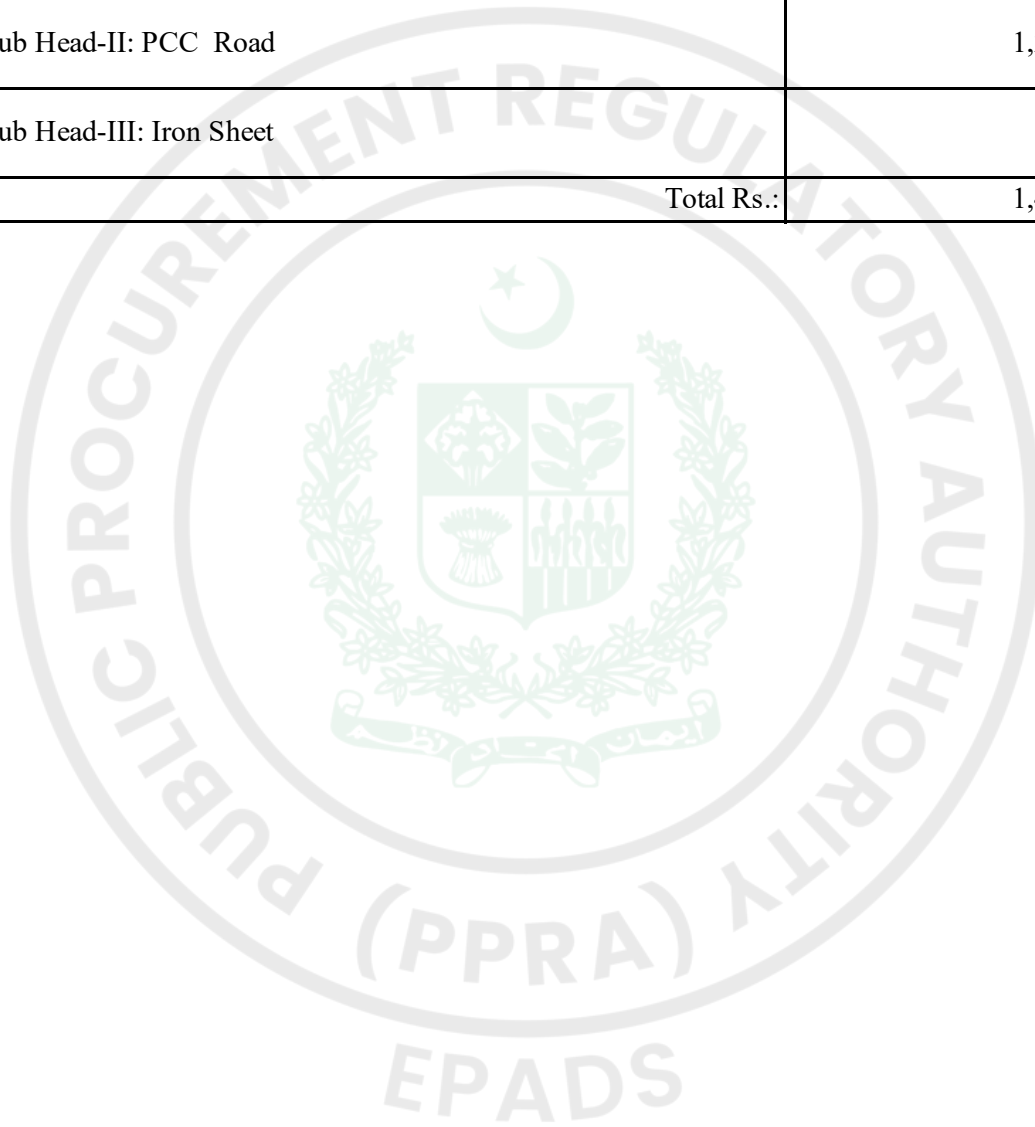 ub Head-II: PCC Road 1,
ub Head-III: Iron Sheet
Total Rs.: 1,
PUBLIC PROCUREMENT REGULATORY AUTHORITY
(PPRA)
EPADS